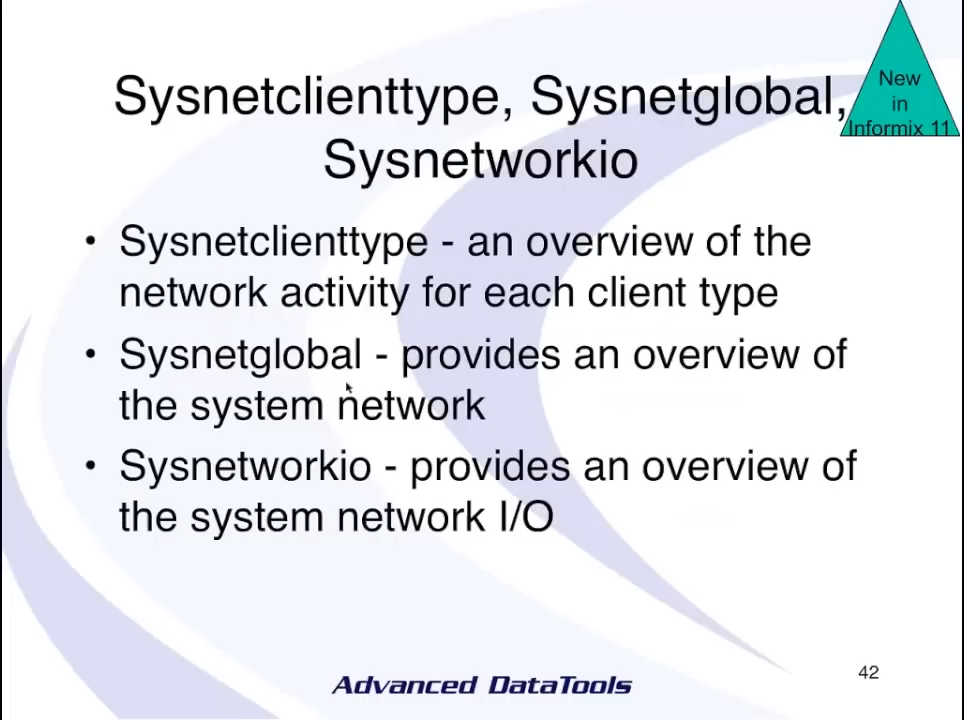 Sysnetclienttype, Sysnetglobal,
Sysnetworkio
New
in
Informix 11
• Sysnetclienttype - an overview of the
network activity for each client type
• Sysnetglobal - provides an overview of
the system network
• Sysnetworkio - provides an overview of
the system network I/O
Advanced DataTools
42